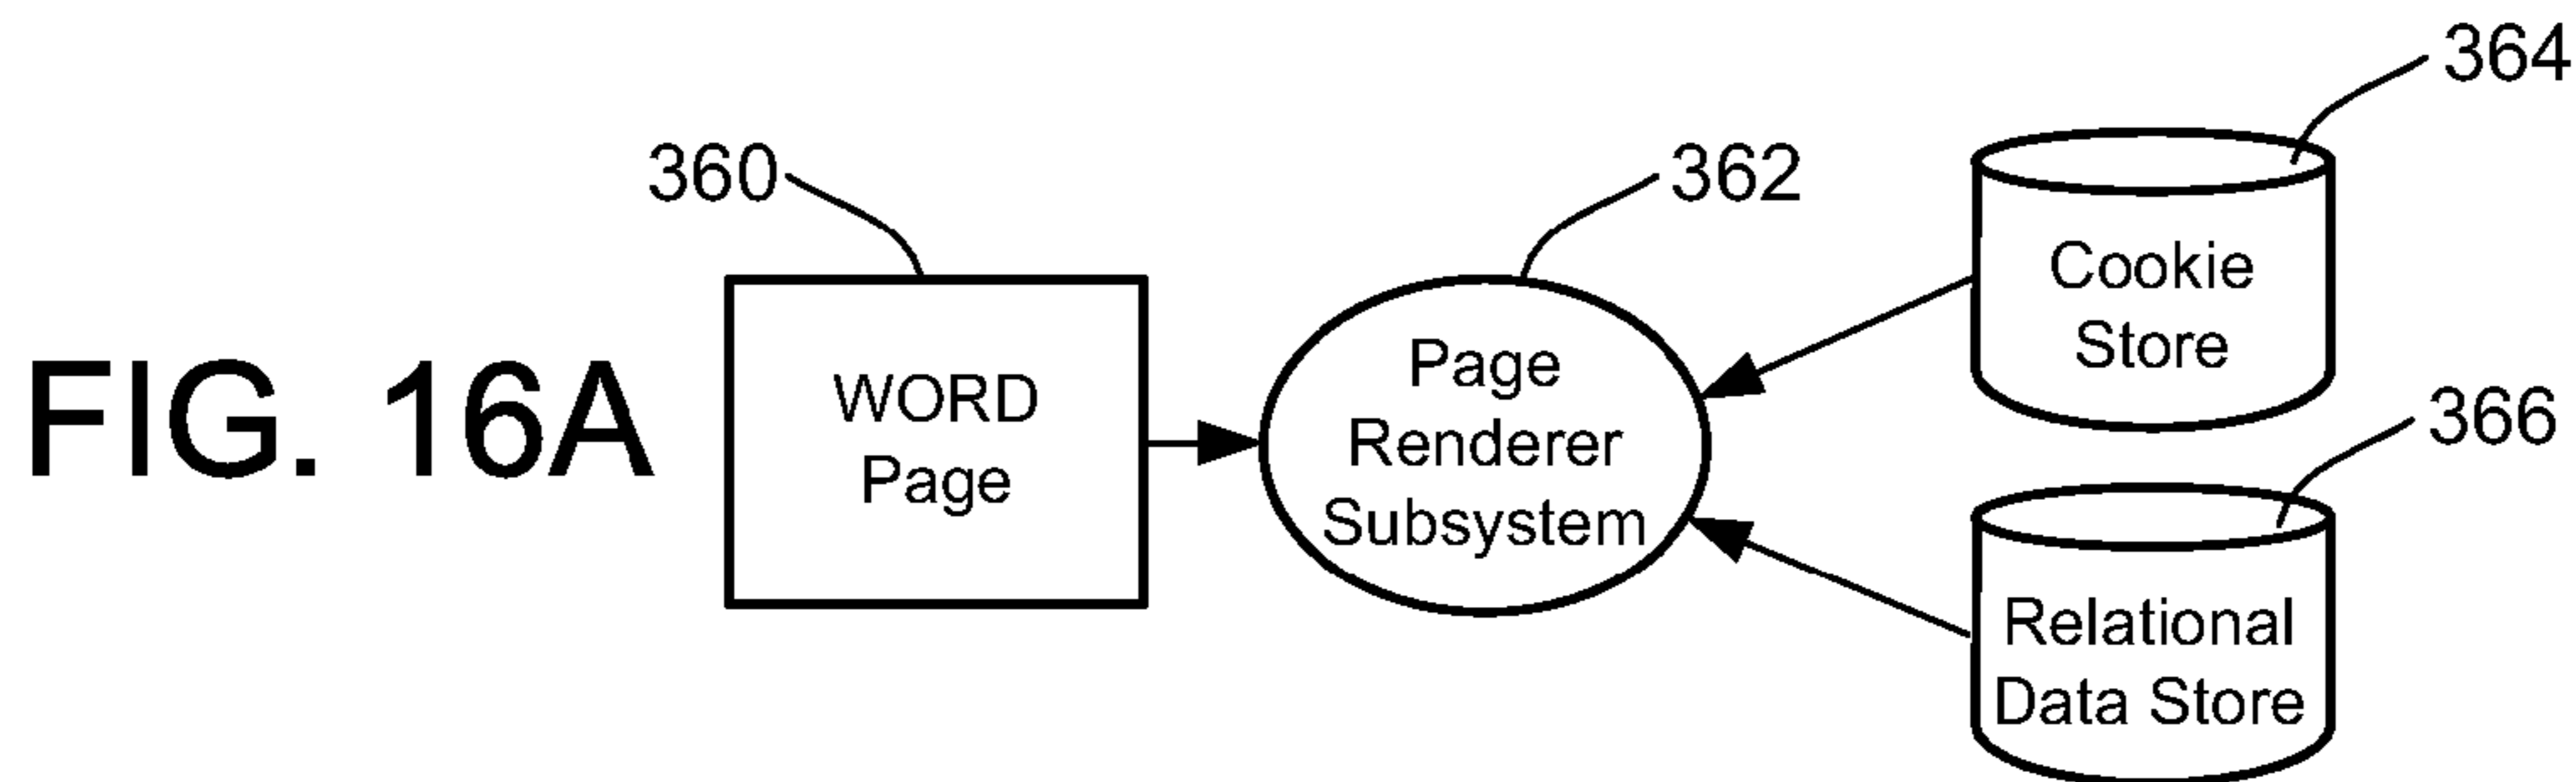 FIG. 16A
360
WORD
Page
362
Page
Renderer
Subsystem
364
Cookie
Store
366
Relational
Data Store